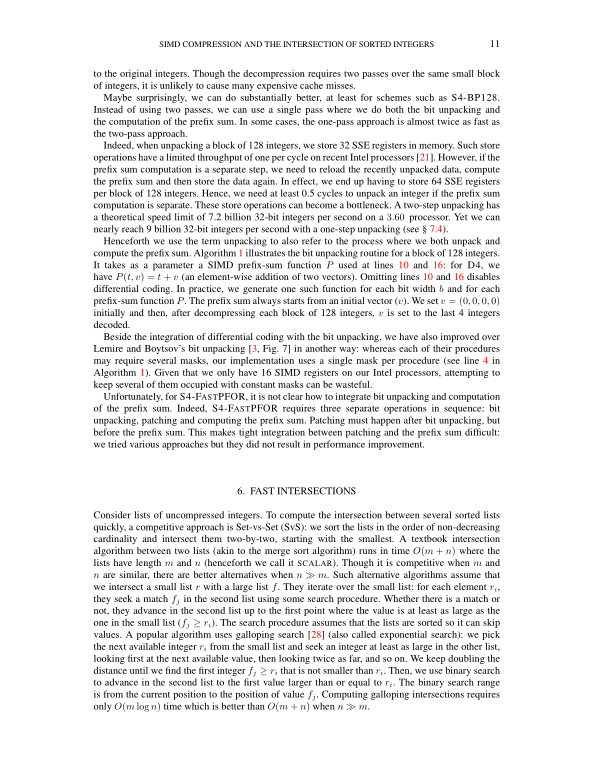 SIMD COMPRESSION AND THE INTERSECTION OF SORTED INTEGERS 11
to the original integers. Though the decompression requires two passes over the same small block
of integers, it is unlikely to cause many expensive cache misses.
Maybe surprisingly, we can do substantially better, at least for schemes such as S4-BP128.
Instead of using two passes, we can use a single pass where we do both the bit unpacking and
the computation of the prefix sum. In some cases, the one-pass approach is almost twice as fast as
the two-pass approach.
Indeed, when unpacking a block of 128 integers, we store 32 SSE registers in memory. Such store
operations have a limited throughput of one per cycle on recent Intel processors [21]. However, if the
prefix sum computation is a separate step, we need to reload the recently unpacked data, compute
the prefix sum and then store the data again. In effect, we end up having to store 64 SSE registers
per block of 128 integers. Hence, we need at least 0.5 cycles to unpack an integer if the prefix sum
computation is separate. These store operations can become a bottleneck. A two-step unpacking has
a theoretical speed limit of 7.2 billion 32-bit integers per second on a 3.60 processor. Yet we can
nearly reach 9 billion 32-bit integers per second with a one-step unpacking (see § 7.4).
Henceforth we use the term unpacking to also refer to the process where we both unpack and
compute the prefix sum. Algorithm 1 illustrates the bit unpacking routine for a block of 128 integers.
It takes as a parameter a SIMD prefix-sum function P used at lines 10 and 16: for D4, we
have P(t, v) = t + v (an element-wise addition of two vectors). Omitting lines 10 and 16 disables
differential coding. In practice, we generate one such function for each bit width b and for each
prefix-sum function P. The prefix sum always starts from an initial vector (v). We set v = (0, 0, 0, 0)
initially and then, after decompressing each block of 128 integers, v is set to the last 4 integers
decoded.
Beside the integration of differential coding with the bit unpacking, we have also improved over
Lemire and Boytsov's bit unpacking [3, Fig. 7] in another way: whereas each of their procedures
may require several masks, our implementation uses a single mask per procedure (see line 4 in
Algorithm 1). Given that we only have 16 SIMD registers on our Intel processors, attempting to
keep several of them occupied with constant masks can be wasteful.
Unfortunately, for S4-FASTPFOR, it is not clear how to integrate bit unpacking and computation
of the prefix sum. Indeed, S4-FASTPFOR requires three separate operations in sequence: bit
unpacking, patching and computing the prefix sum. Patching must happen after bit unpacking, but
before the prefix sum. This makes tight integration between patching and the prefix sum difficult:
we tried various approaches but they did not result in performance improvement.
6. FAST INTERSECTIONS
Consider lists of uncompressed integers. To compute the intersection between several sorted lists
quickly, a competitive approach is Set-vs-Set (SvS): we sort the lists in the order of non-decreasing
cardinality and intersect them two-by-two, starting with the smallest. A textbook intersection
algorithm between two lists (akin to the merge sort algorithm) runs in time O(m + n) where the
lists have length m and n (henceforth we call it SCALAR). Though it is competitive when m and
n are similar, there are better alternatives when n ≫ m. Such alternative algorithms assume that
we intersect a small list r with a large list f. They iterate over the small list: for each element rᵢ,
they seek a match fⱼ in the second list using some search procedure. Whether there is a match or
not, they advance in the second list up to the first point where the value is at least as large as the
one in the small list (fⱼ ≥ rᵢ). The search procedure assumes that the lists are sorted so it can skip
values. A popular algorithm uses galloping search [28] (also called exponential search): we pick
the next available integer rᵢ from the small list and seek an integer at least as large in the other list,
looking first at the next available value, then looking twice as far, and so on. We keep doubling the
distance until we find the first integer fⱼ ≥ rᵢ that is not smaller than rᵢ. Then, we use binary search
to advance in the second list to the first value larger than or equal to rᵢ. The binary search range
is from the current position to the position of value fⱼ. Computing galloping intersections requires
only O(m log n) time which is better than O(m + n) when n ≫ m.